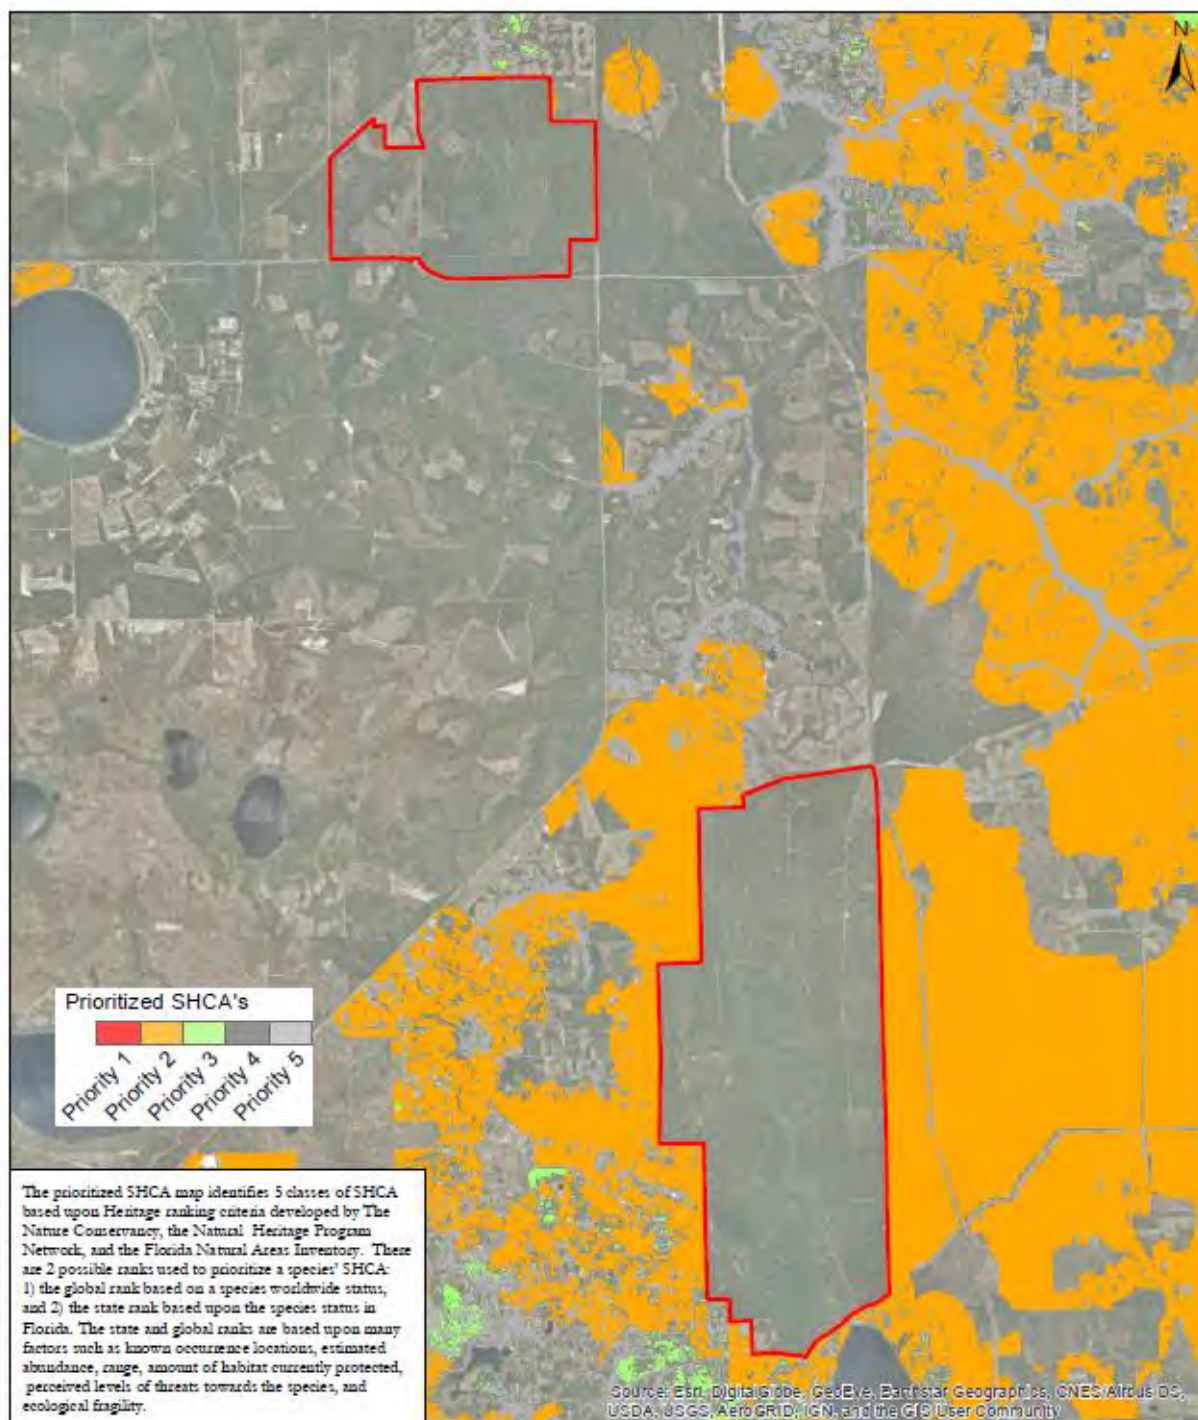 N
Prioritized SHCA's
Priority 1
Priority 2
Priority 3
Priority 4
Priority 5
The prioritized SHCA map identifies 5 classes of SHCA
based upon Heritage ranking criteria developed by The
Nature Conservancy, the Natural Heritage Program
Network, and the Florida Natural Areas Inventory. There
are 2 possible ranks used to prioritize a species' SHCA:
1) the global rank based on a species worldwide status,
and 2) the state rank based upon the species status in
Florida. The state and global ranks are based upon many
factors such as known occurrence locations, estimated
abundance, range, amount of habitat currently protected,
perceived levels of threats towards the species, and
ecological fragility.
Source: Esri, DigitalGlobe, GeoEye, Earthstar Geographics, CNES/Airbus DS,
USDA, USGS, AeroGRID, IGN, and the GIS User Community